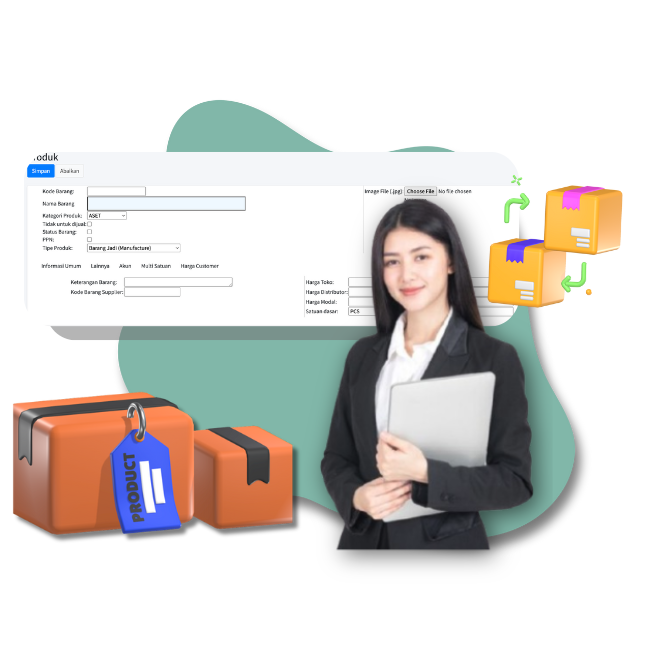 oduk
Simpan Abaikan
Kode Barang:
Nama Barang
Kategori Produk: ASET
Tidak untuk dijual:
Status Barang:
PPN:
Tipe Produk: Barang Jadi (Manufacture)
Image File (.jpg) Choose File No file chosen
Informasi Umum Lainnya Akun Multi Satuan Harga Customer
Keterangan Barang:
Kode Barang Supplier:
Harga Toko:
Harga Distributor:
Harga Modal:
Satuan dasar: PCS
PRODUCT